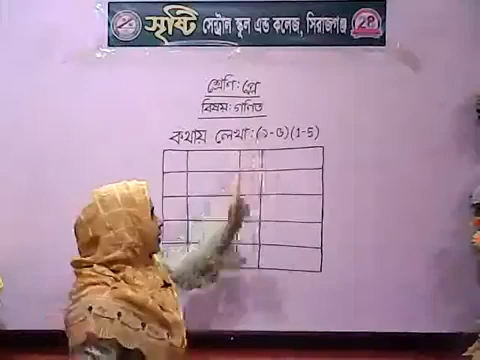 সৃষ্টি সেন্ট্রাল স্কুল এন্ড কলেজ, সিরাজগঞ্জ
শ্রেণি: প্লে
বিষয়: গণিত
কথায় লেখা: (১-৫) (1-5)